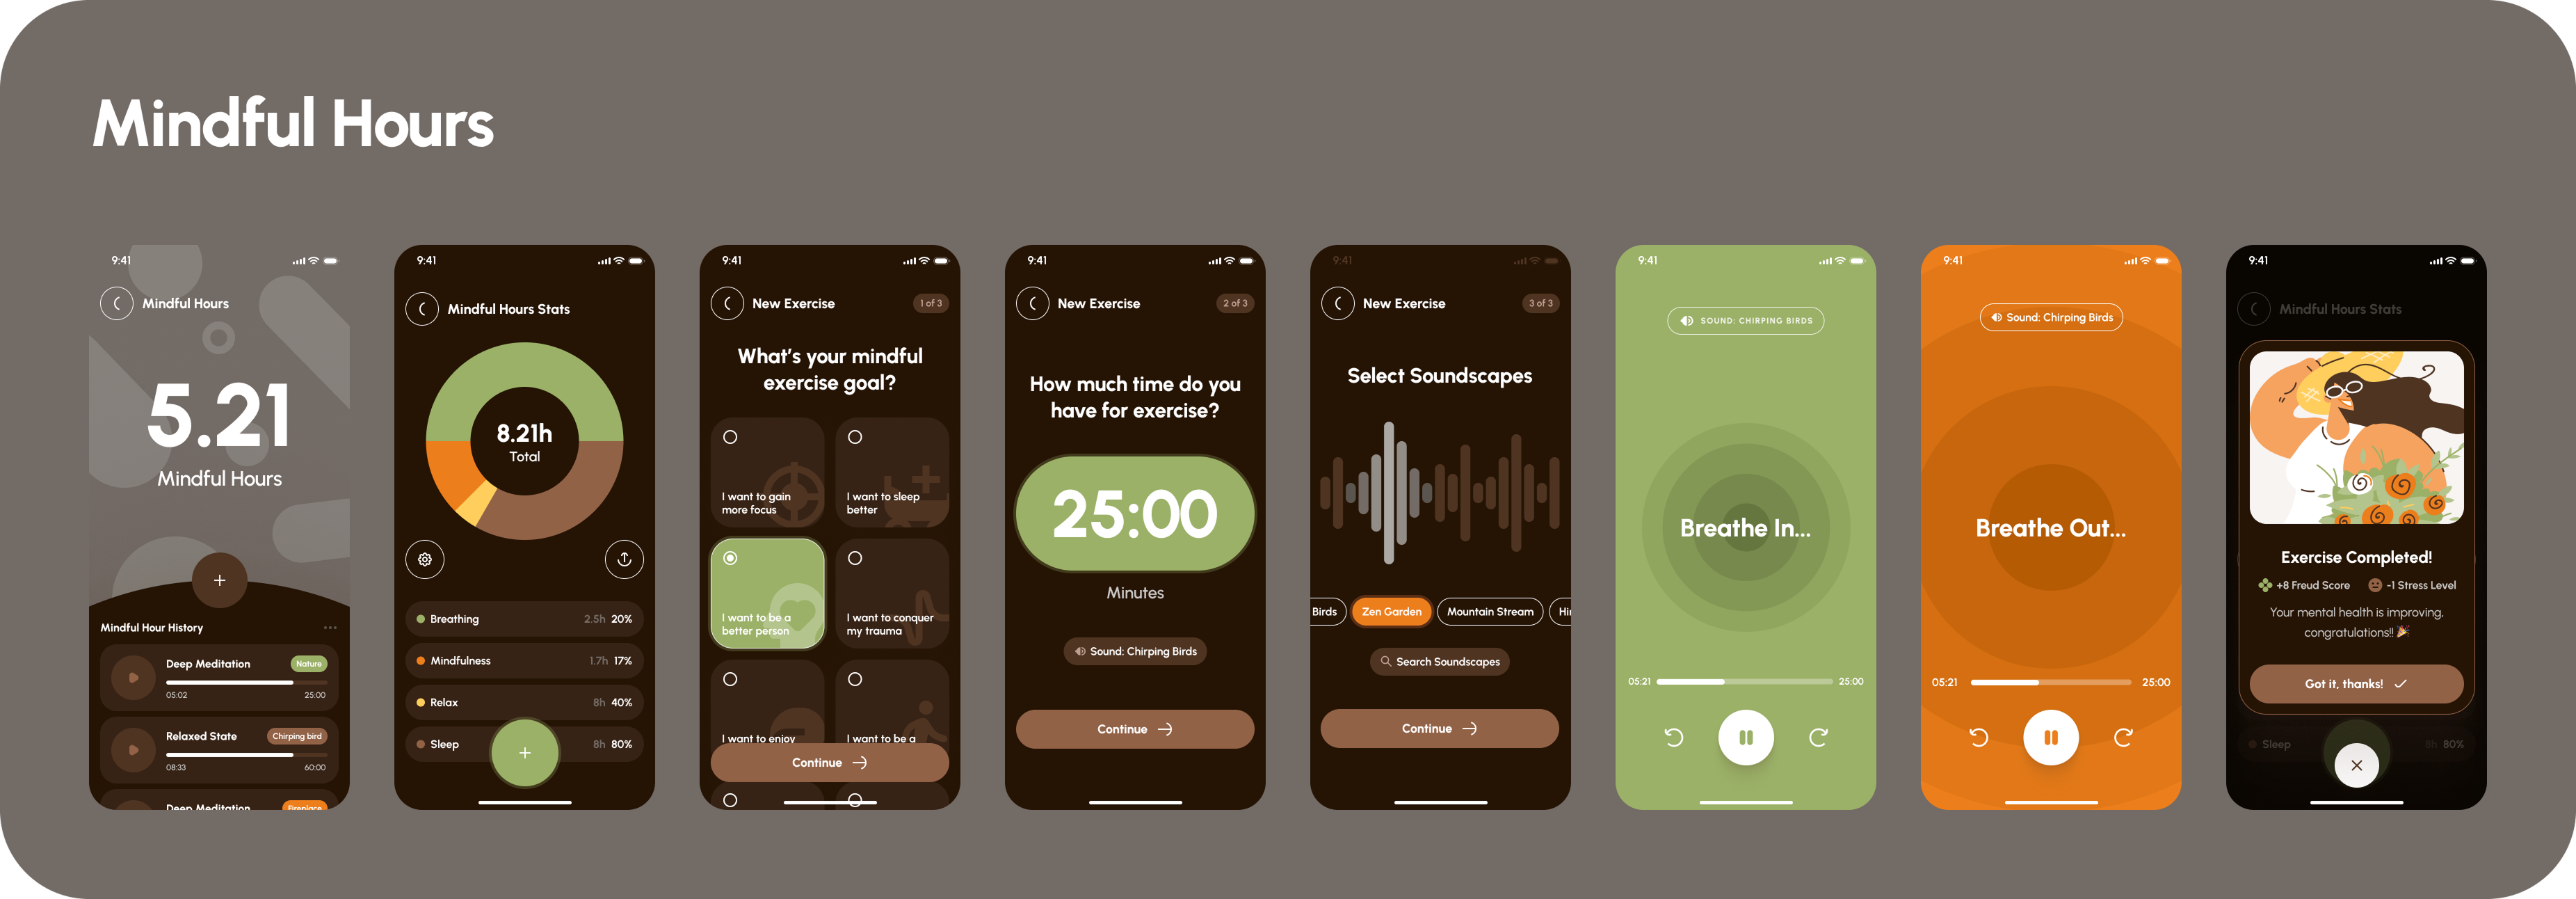 Mindful Hours
9:41
Mindful Hours
5.21
Mindful Hours
+
Mindful Hour History
Deep Meditation
Nature
05:02
25:00
Relaxed State
Chirping bird
08:33
60:00
Deep Meditation
Fireplace
9:41
Mindful Hours Stats
8.21h
Total
Breathing 2.5h 20%
Mindfulness 1.7h 17%
Relax 8h 40%
Sleep 8h 80%
+
9:41
New Exercise
1 of 3
What's your mindful
exercise goal?
I want to gain
more focus
I want to sleep
better
I want to be a
better person
I want to conquer
my trauma
I want to enjoy
I want to be a
Continue
9:41
New Exercise
2 of 3
How much time do you
have for exercise?
25:00
Minutes
Sound: Chirping Birds
Continue
9:41
New Exercise
3 of 3
Select Soundscapes
Birds
Zen Garden
Mountain Stream
Search Soundscapes
Continue
9:41
SOUND: CHIRPING BIRDS
Breathe In...
05:21
25:00
9:41
Sound: Chirping Birds
Breathe Out...
05:21
25:00
9:41
Mindful Hours Stats
Exercise Completed!
+8 Freud Score
-1 Stress Level
Your mental health is improving,
congratulations!! 🎉
Got it, thanks!
Sleep 8h 80%